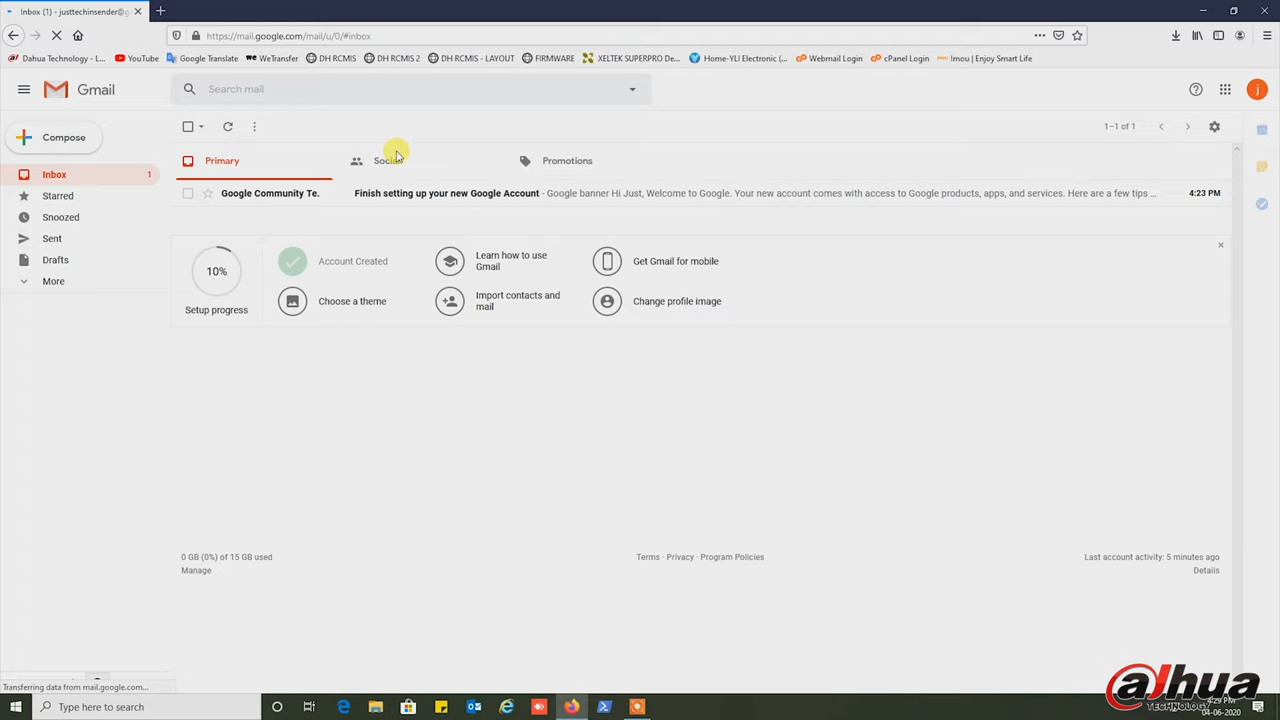 Inbox (1) - justtechinsender@g
https://mail.google.com/mail/u/0/#inbox
Dahua Technology - L... YouTube Google Translate WeTransfer DH RCMIS DH RCMIS 2 DH RCMIS - LAYOUT FIRMWARE XELTEK SUPERPRO De... Home-YLI Electronic (... Webmail Login cPanel Login Imou | Enjoy Smart Life
Gmail
Search mail
j
Compose
1–1 of 1
Primary
Social
Promotions
Inbox 1
Google Community Te. Finish setting up your new Google Account - Google banner Hi Just, Welcome to Google. Your new account comes with access to Google products, apps, and services. Here are a few tips ... 4:23 PM
Starred
Snoozed
Sent
Drafts
More
10%
Setup progress
Account Created
Learn how to use
Gmail
Get Gmail for mobile
Choose a theme
Import contacts and
mail
Change profile image
0 GB (0%) of 15 GB used
Manage
Terms · Privacy · Program Policies
Last account activity: 5 minutes ago
Details
Transferring data from mail.google.com...
Type here to search
alhua
TECHNOLOGY
4:29 PM
04-06-2020